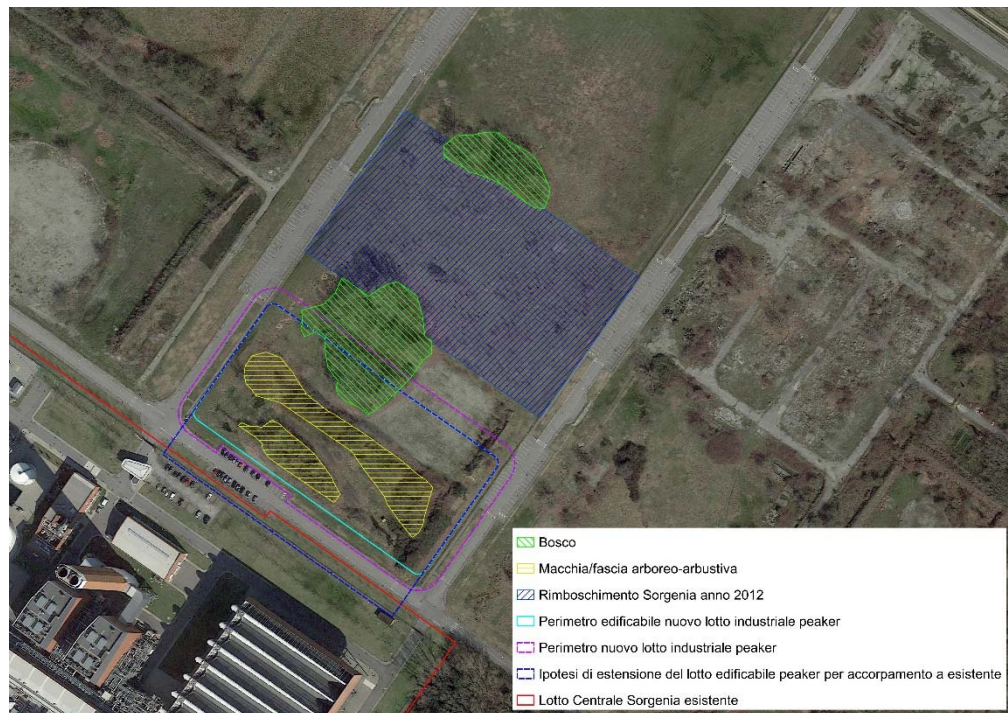 Bosco
Macchia/fascia arboreo-arbustiva
Rimboschimento Sorgenia anno 2012
Perimetro edificabile nuovo lotto industriale peaker
Perimetro nuovo lotto industriale peaker
Ipotesi di estensione del lotto edificabile peaker per accorpamento a esistente
Lotto Centrale Sorgenia esistente